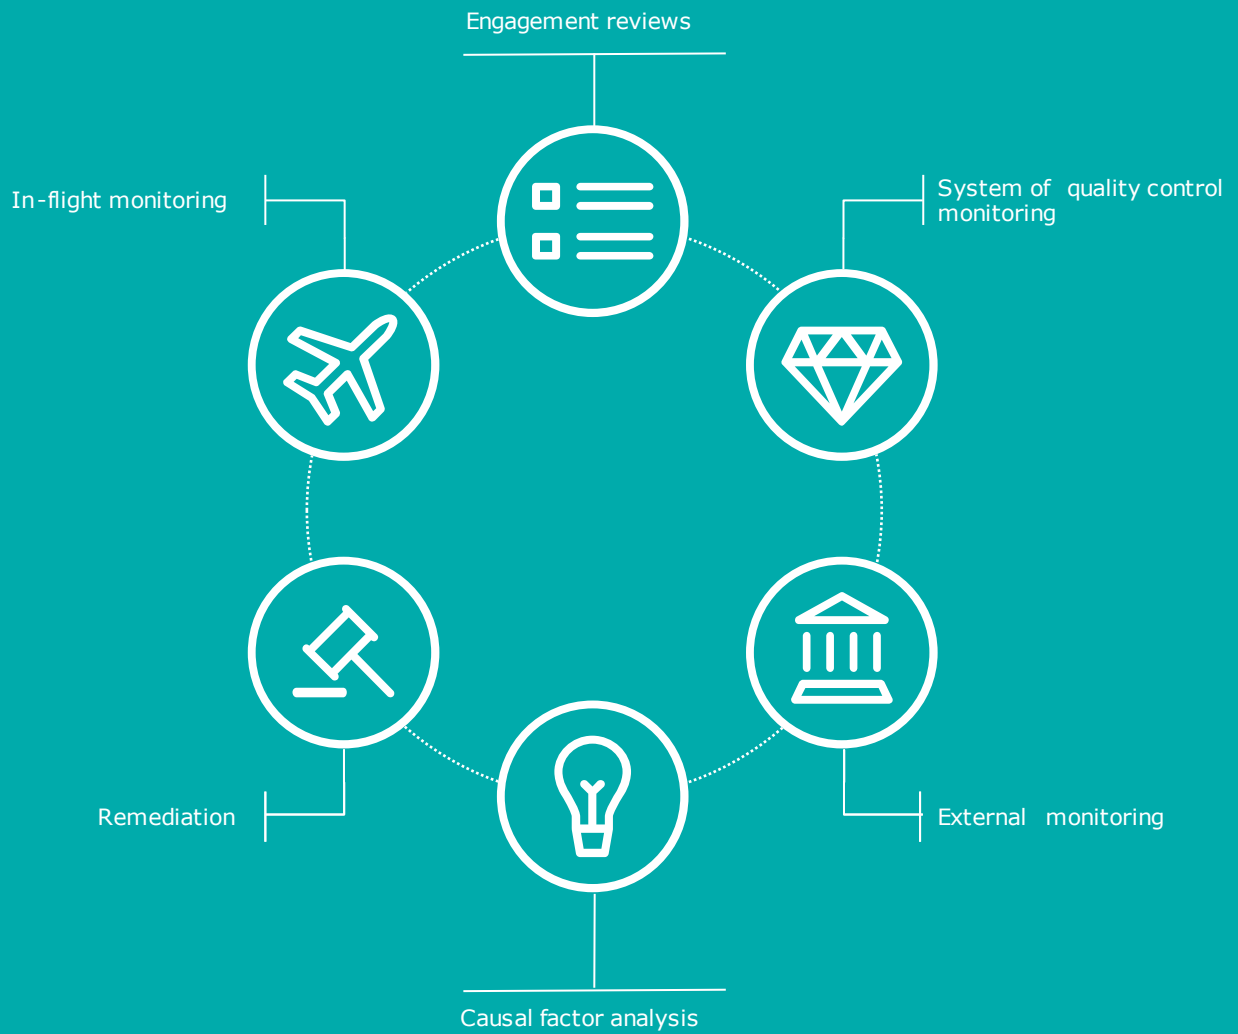 Engagement reviews
In-flight monitoring
System of quality control
monitoring
Remediation
External monitoring
Causal factor analysis